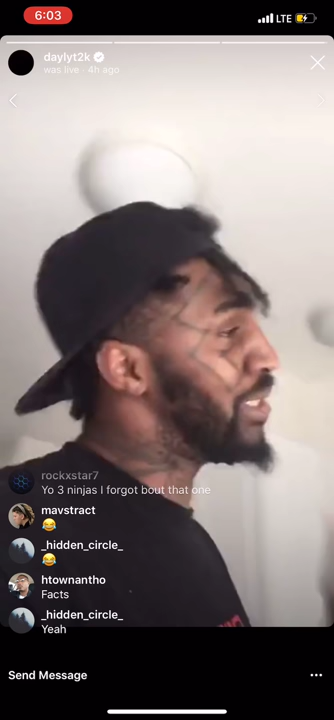 6:03
LTE
daylyt2k
was live · 4h ago
rockxstar7
Yo 3 ninjas I forgot bout that one
mavstract
😂
_hidden_circle_
😂
htownantho
Facts
_hidden_circle_
Yeah
Send Message